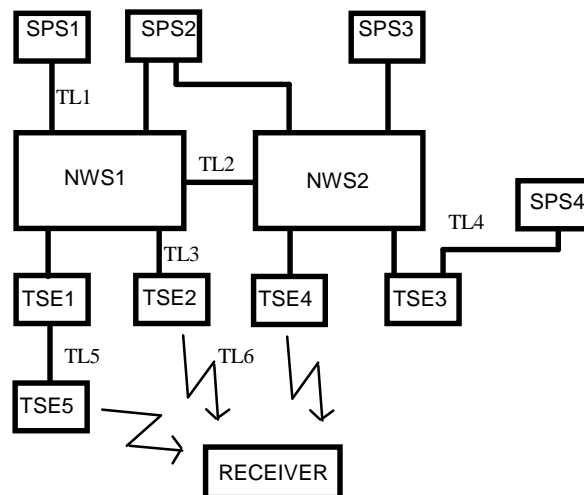 SPS1
SPS2
SPS3
TL1
NWS1
TL2
NWS2
SPS4
TL4
TL3
TSE1
TSE2
TSE4
TSE3
TL5
TL6
TSE5
RECEIVER